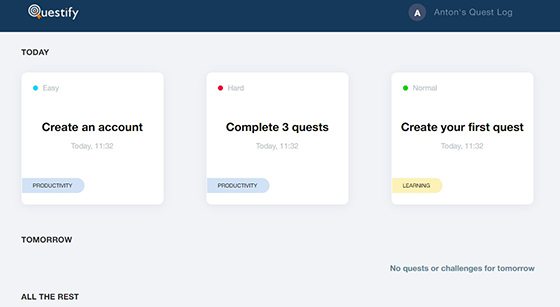 Questify
A Anton's Quest Log
TODAY
Easy
Create an account
Today, 11:32
PRODUCTIVITY
Hard
Complete 3 quests
Today, 11:32
PRODUCTIVITY
Normal
Create your first quest
Today, 11:32
LEARNING
TOMORROW
No quests or challenges for tomorrow
ALL THE REST